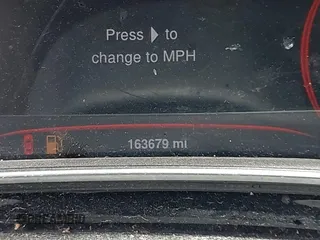 Press ▶ to
change to MPH
163679 mi